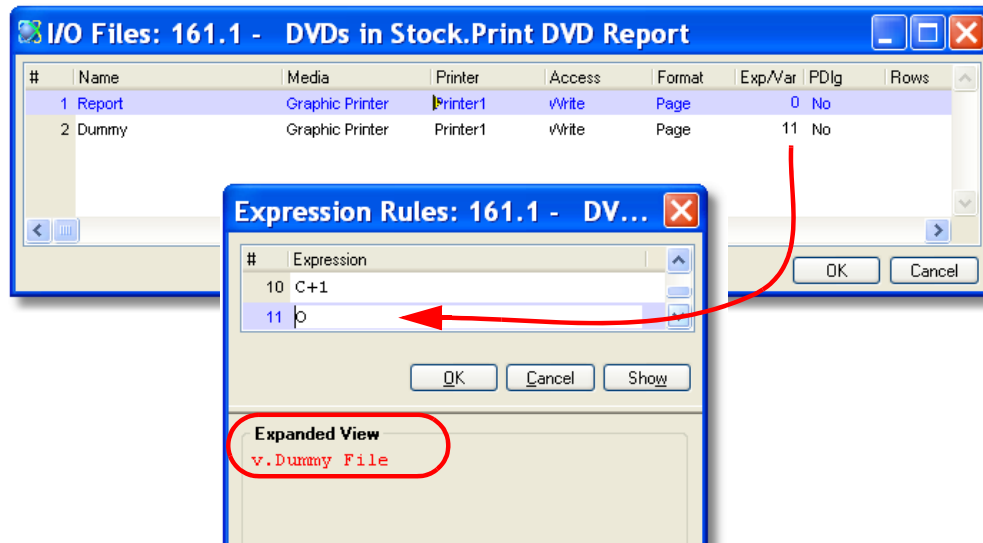 I/O Files: 161.1 - DVDs in Stock.Print DVD Report
# Name Media Printer Access Format Exp/Var PDlg Rows
1 Report Graphic Printer Printer1 Write Page 0 No
2 Dummy Graphic Printer Printer1 Write Page 11 No
OK Cancel
Expression Rules: 161.1 - DV...
# Expression
10 C+1
11 O
OK Cancel Show
Expanded View
v.Dummy File